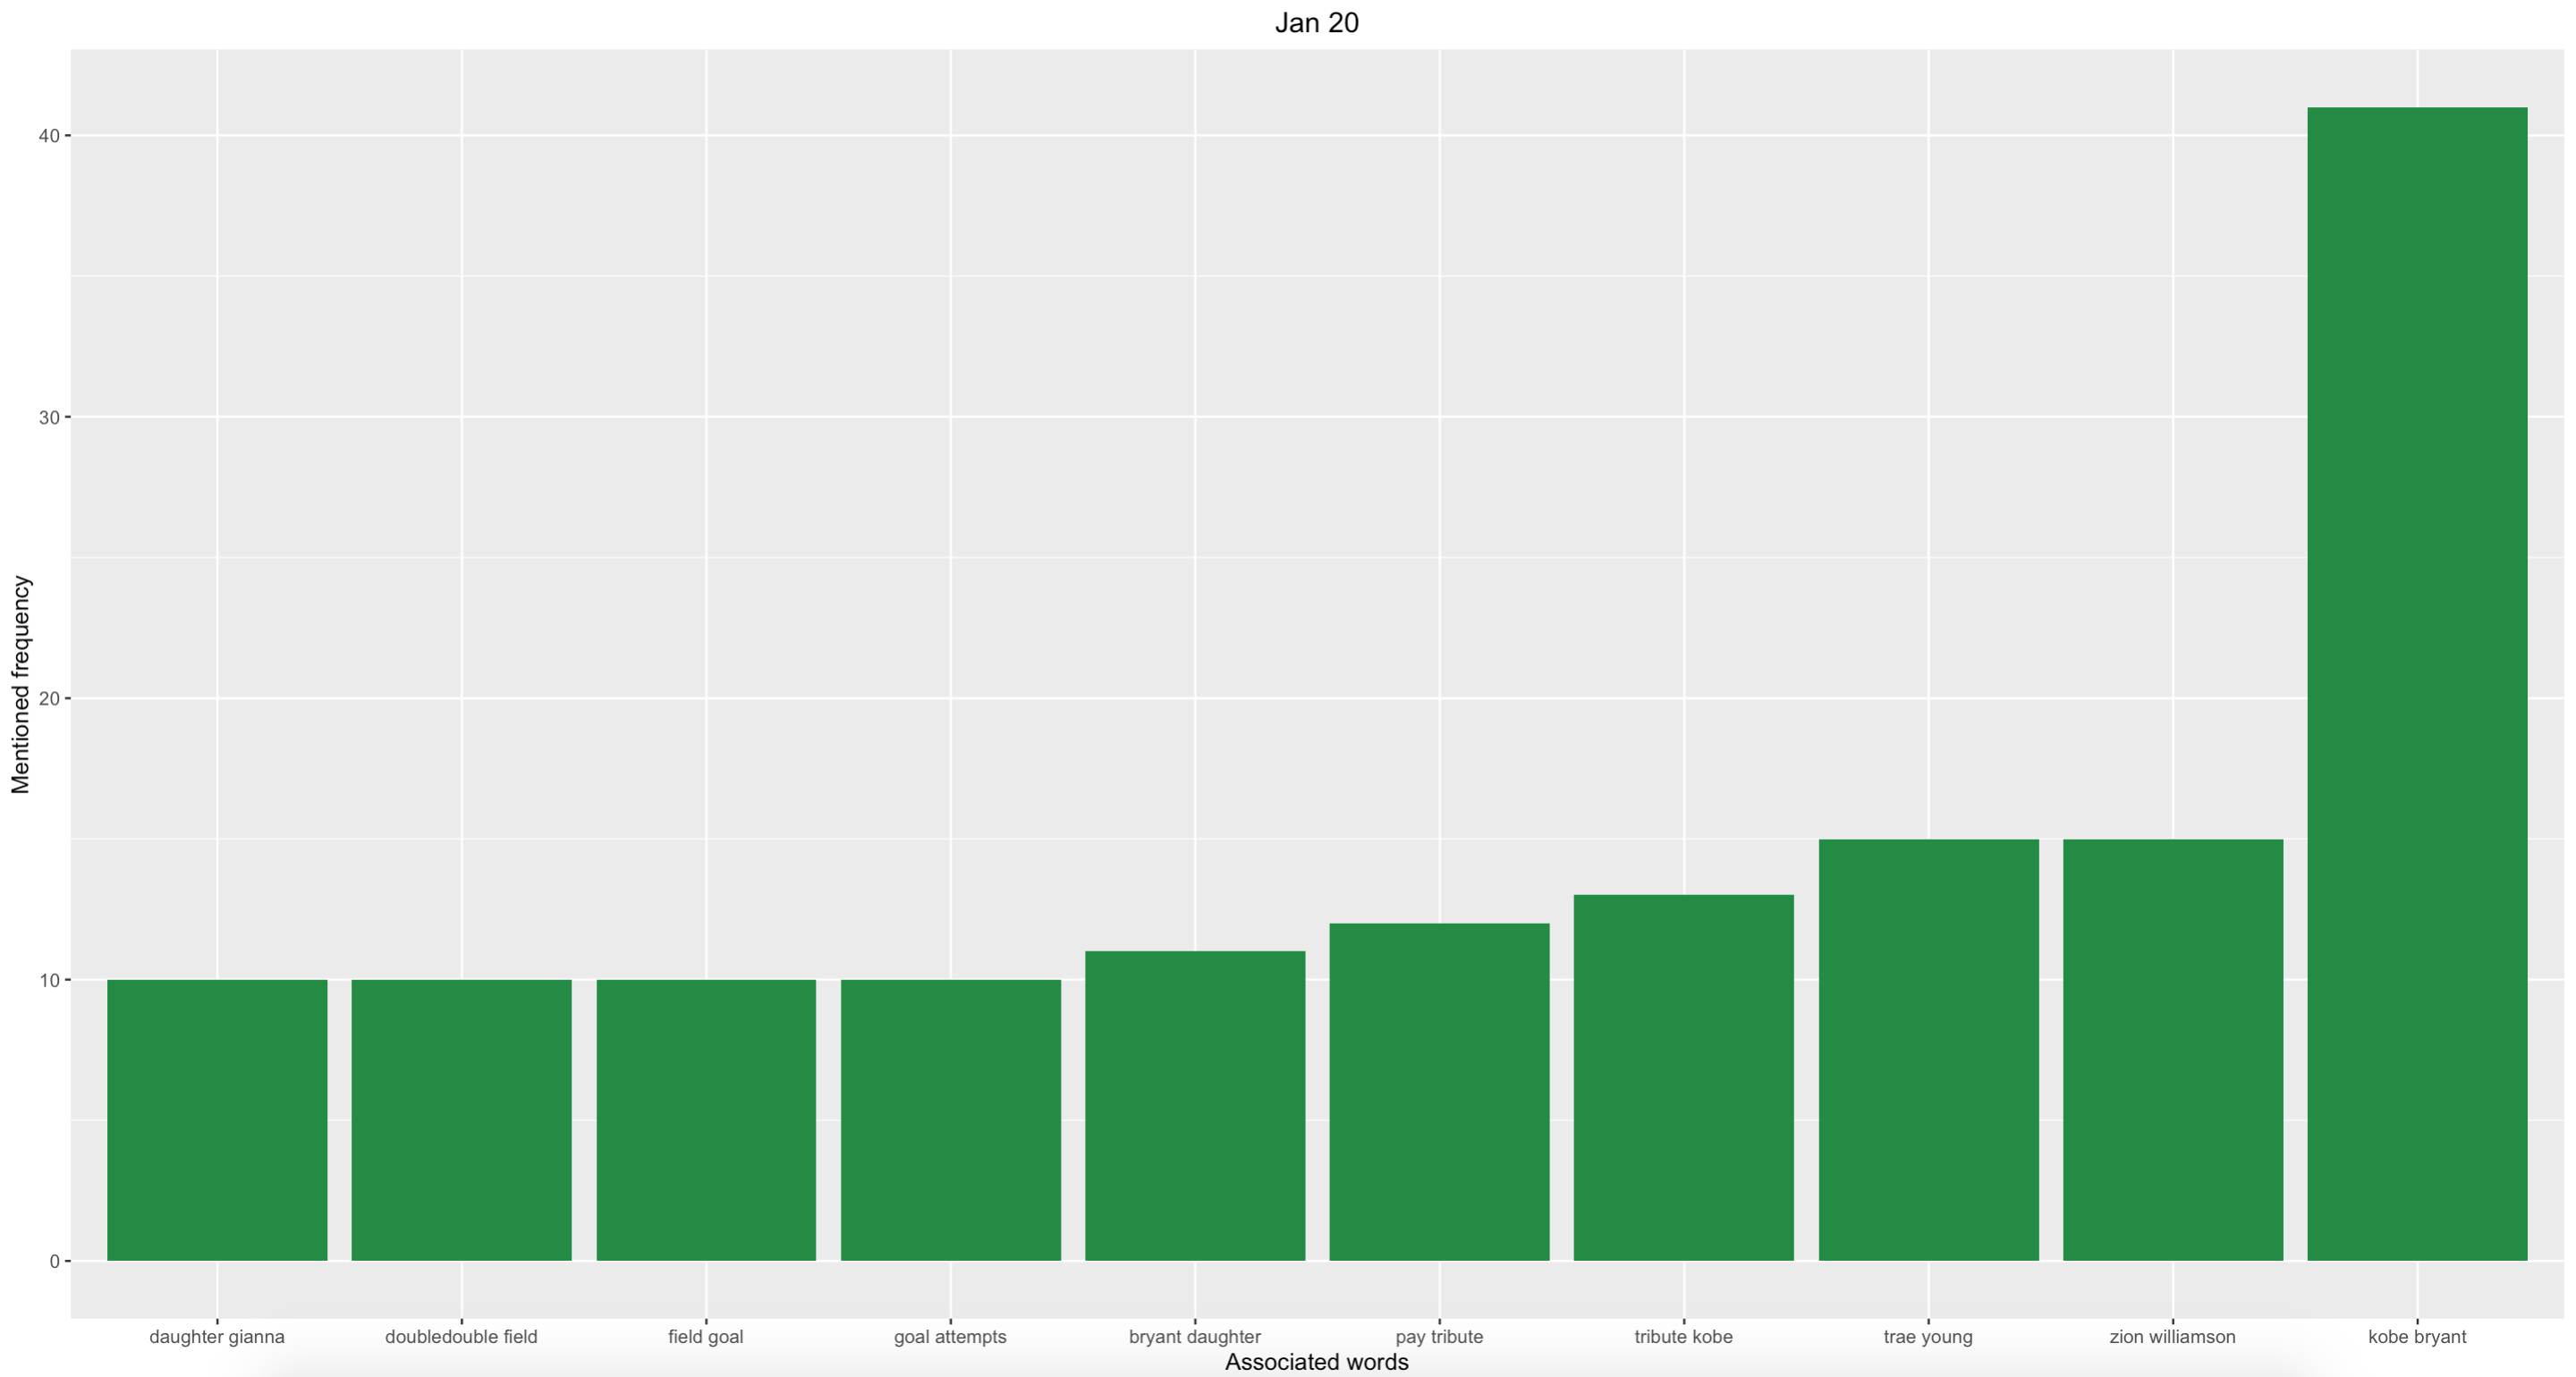 Jan 20
Mentioned frequency
40
30
20
10
0
daughter gianna doubledouble field field goal goal attempts bryant daughter pay tribute tribute kobe trae young zion williamson kobe bryant
Associated words